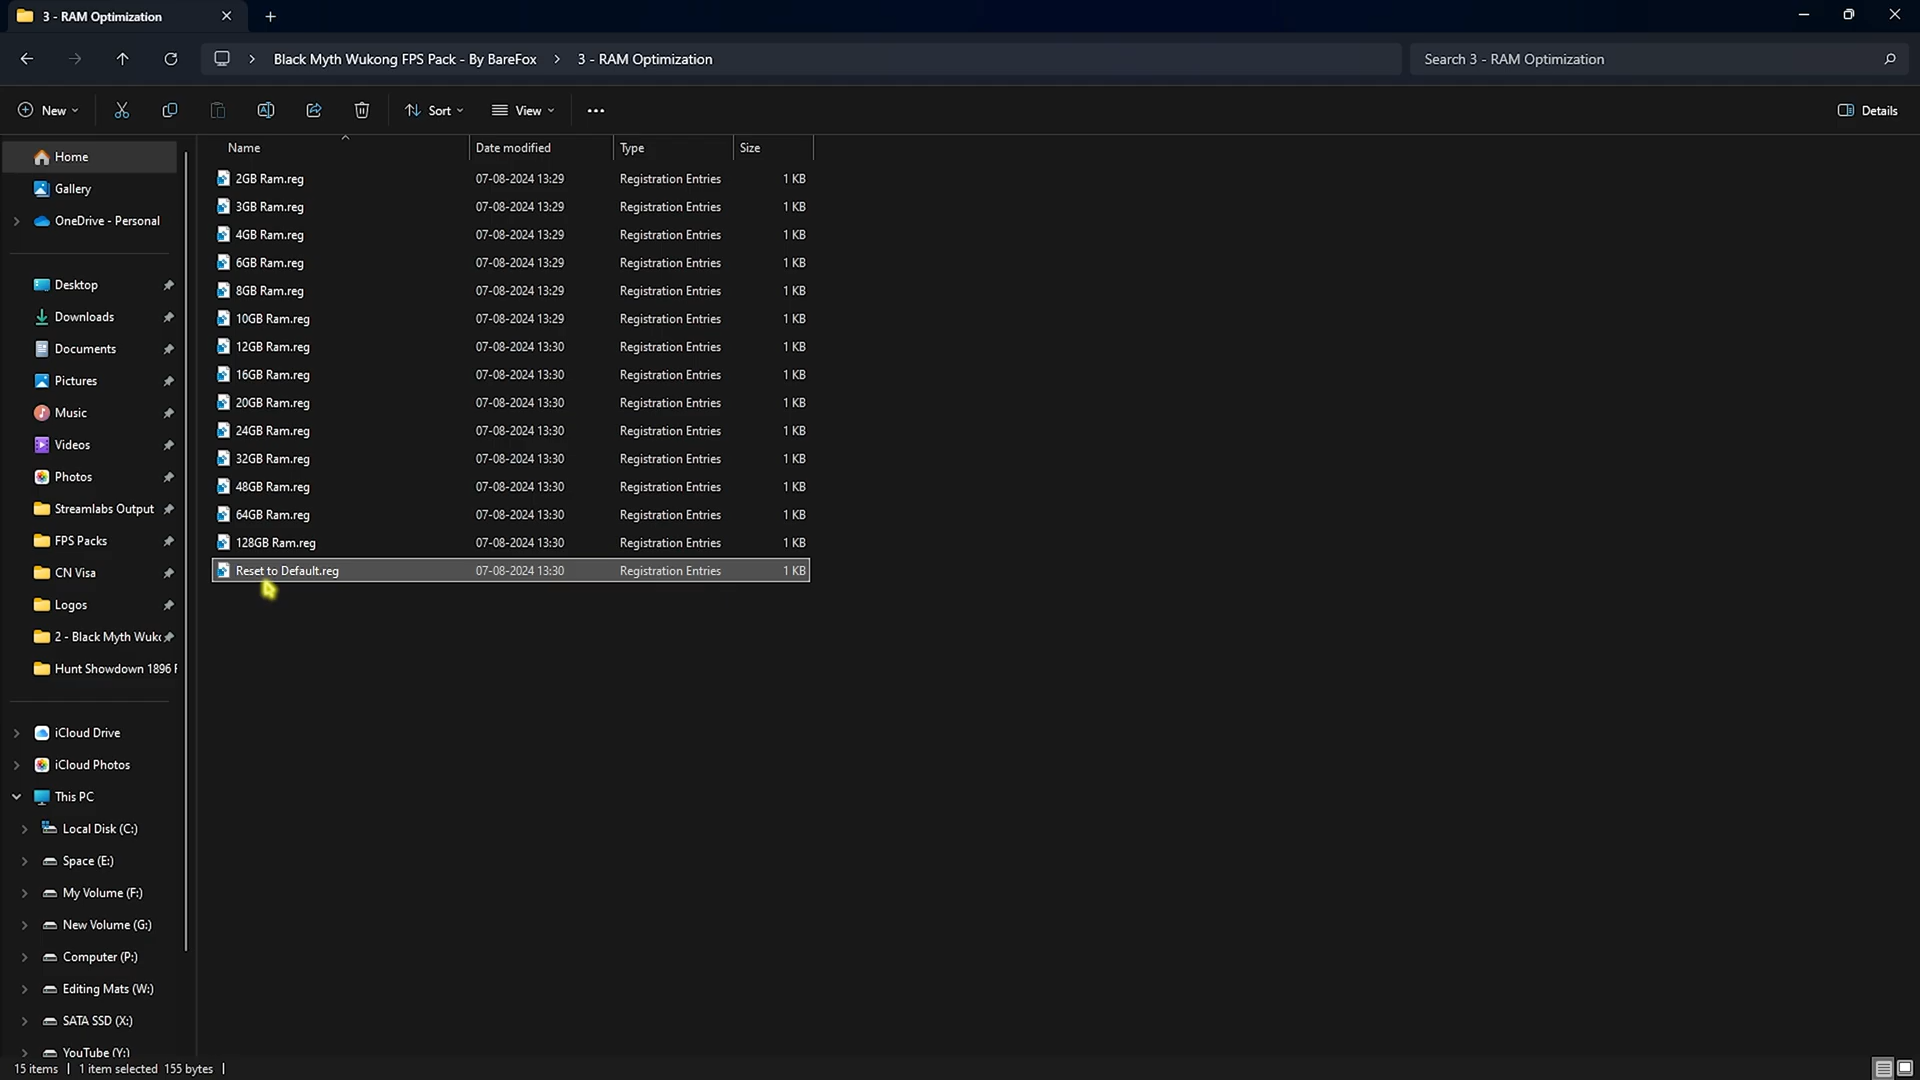 3 - RAM Optimization
Black Myth Wukong FPS Pack - By BareFox > 3 - RAM Optimization
Search 3 - RAM Optimization
New
Sort
View
Details
Home
Gallery
OneDrive - Personal
Desktop
Downloads
Documents
Pictures
Music
Videos
Photos
Streamlabs Output
FPS Packs
CN Visa
Logos
2 - Black Myth Wuk
Hunt Showdown 1896
iCloud Drive
iCloud Photos
This PC
Local Disk (C:)
Space (E:)
My Volume (F:)
New Volume (G:)
Computer (P:)
Editing Mats (W:)
SATA SSD (X:)
YouTube (Y:)
Name Date modified Type Size
2GB Ram.reg 07-08-2024 13:29 Registration Entries 1 KB
3GB Ram.reg 07-08-2024 13:29 Registration Entries 1 KB
4GB Ram.reg 07-08-2024 13:29 Registration Entries 1 KB
6GB Ram.reg 07-08-2024 13:29 Registration Entries 1 KB
8GB Ram.reg 07-08-2024 13:29 Registration Entries 1 KB
10GB Ram.reg 07-08-2024 13:29 Registration Entries 1 KB
12GB Ram.reg 07-08-2024 13:30 Registration Entries 1 KB
16GB Ram.reg 07-08-2024 13:30 Registration Entries 1 KB
20GB Ram.reg 07-08-2024 13:30 Registration Entries 1 KB
24GB Ram.reg 07-08-2024 13:30 Registration Entries 1 KB
32GB Ram.reg 07-08-2024 13:30 Registration Entries 1 KB
48GB Ram.reg 07-08-2024 13:30 Registration Entries 1 KB
64GB Ram.reg 07-08-2024 13:30 Registration Entries 1 KB
128GB Ram.reg 07-08-2024 13:30 Registration Entries 1 KB
Reset to Default.reg 07-08-2024 13:30 Registration Entries 1 KB
15 items | 1 item selected 155 bytes |